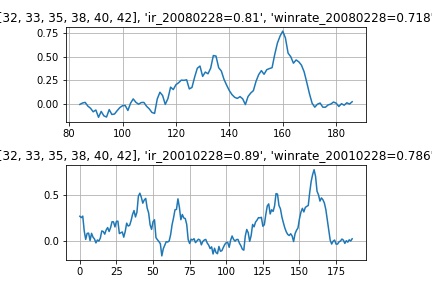 [32, 33, 35, 38, 40, 42], 'ir_20080228=0.81', 'winrate_20080228=0.718'
0.75
0.50
0.25
0.00
80 100 120 140 160 180
[32, 33, 35, 38, 40, 42], 'ir_20010228=0.89', 'winrate_20010228=0.786'
0.5
0.0
0 25 50 75 100 125 150 175